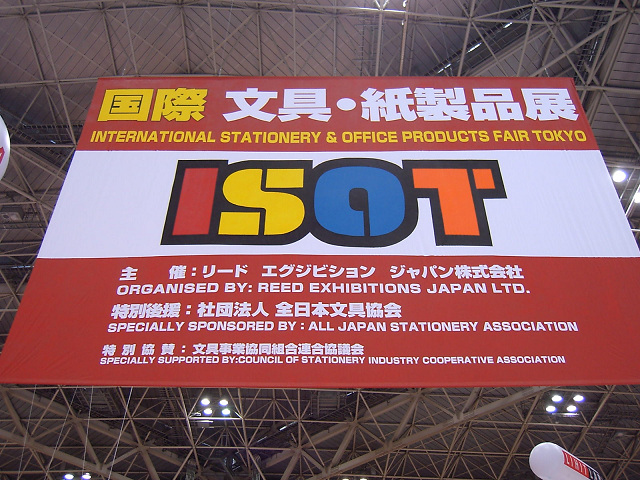 国際 文具・紙製品展
INTERNATIONAL STATIONERY & OFFICE PRODUCTS FAIR TOKYO
ISOT
主 催：リード エグジビション ジャパン株式会社
ORGANISED BY: REED EXHIBITIONS JAPAN LTD.
特別後援：社団法人 全日本文具協会
SPECIALLY SPONSORED BY : ALL JAPAN STATIONERY ASSOCIATION
特別協賛：文具事業協同組合連合協議会
SPECIALLY SUPPORTED BY:COUNCIL OF STATIONERY INDUSTRY COOPERATIVE ASSOCIATION